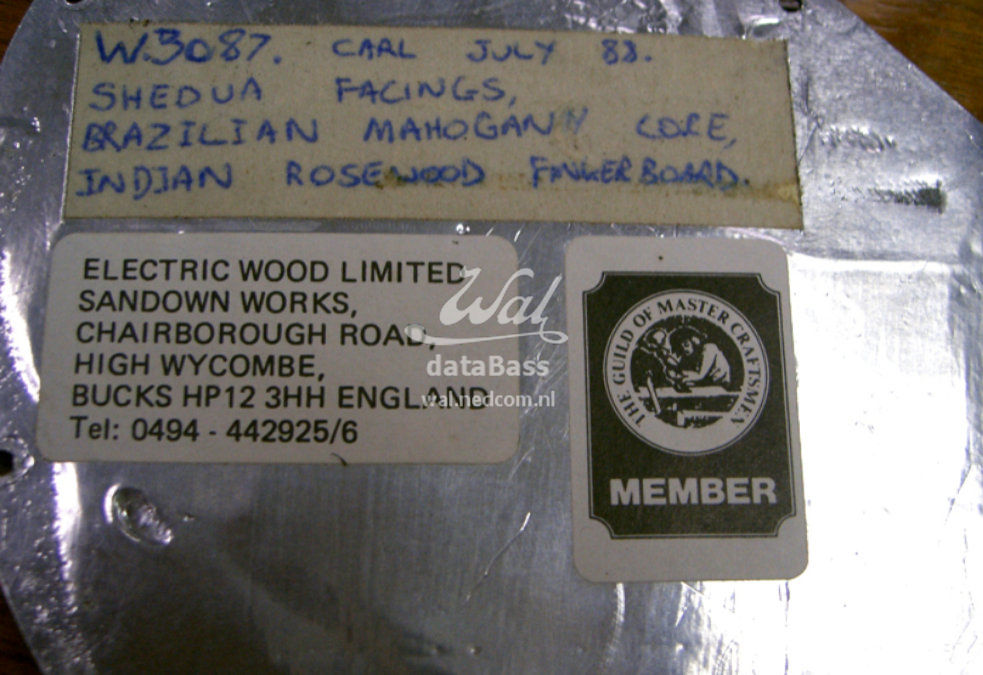 W.3087. CARL JULY 83.
SHEDUA FACINGS,
BRAZILIAN MAHOGANY CORE,
INDIAN ROSEWOOD FINGERBOARD.
ELECTRIC WOOD LIMITED
SANDOWN WORKS,
CHAIRBOROUGH ROAD,
HIGH WYCOMBE,
BUCKS HP12 3HH ENGLAND
Tel: 0494 - 442925/6
THE GUILD OF MASTER CRAFTSMEN
MEMBER
Wal
dataBass
wal.nedcom.nl